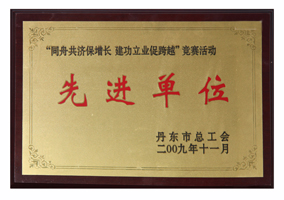 “同舟共济保增长 建功立业促跨越”竞赛活动
先进单位
丹东市总工会
二00九年十一月